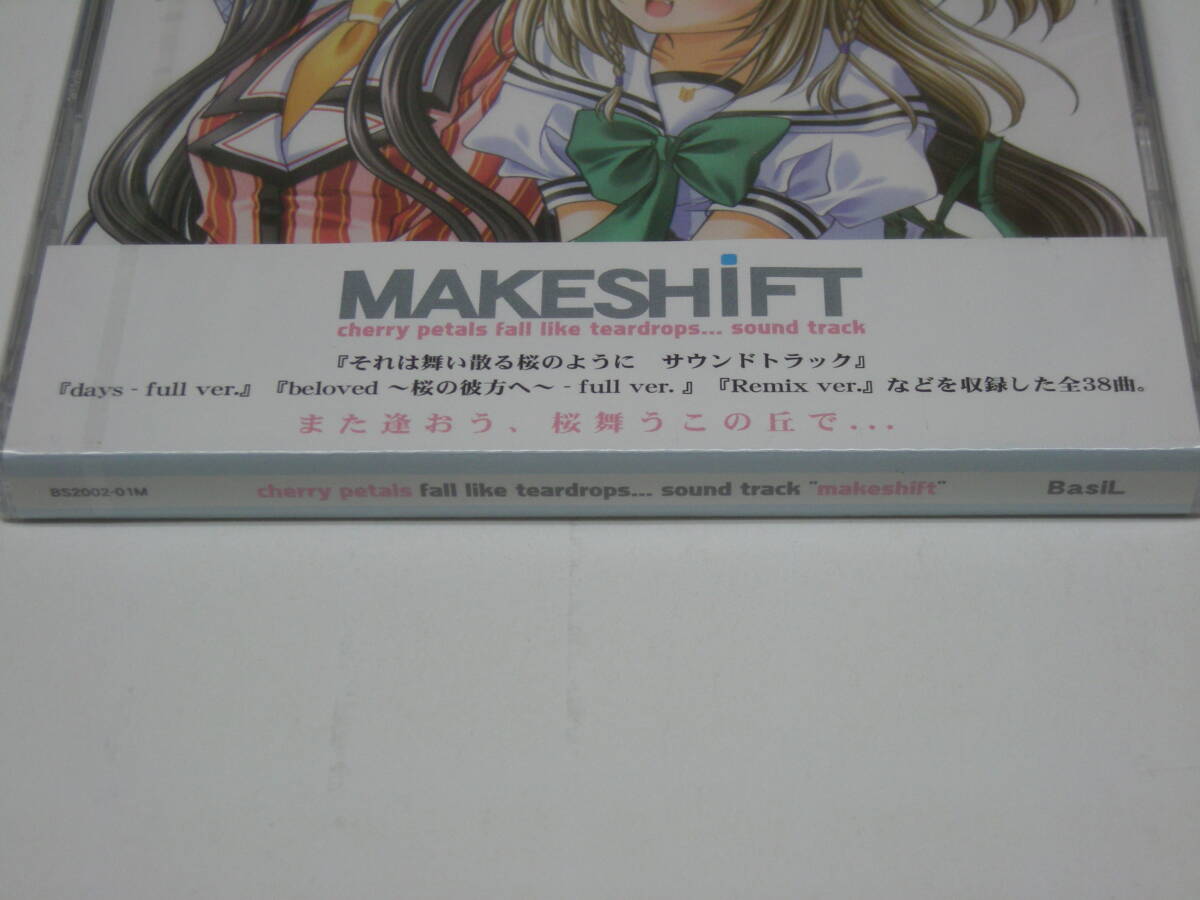 MAKESHiFT
cherry petals fall like teardrops... sound track
『それは舞い散る桜のように　サウンドトラック』
『days - full ver.』『beloved ～桜の彼方へ～ - full ver. 』『Remix ver.』などを収録した全38曲。
また逢おう、桜舞うこの丘で...
BS2002-01M cherry petals fall like teardrops... sound track "makeshift" BasiL